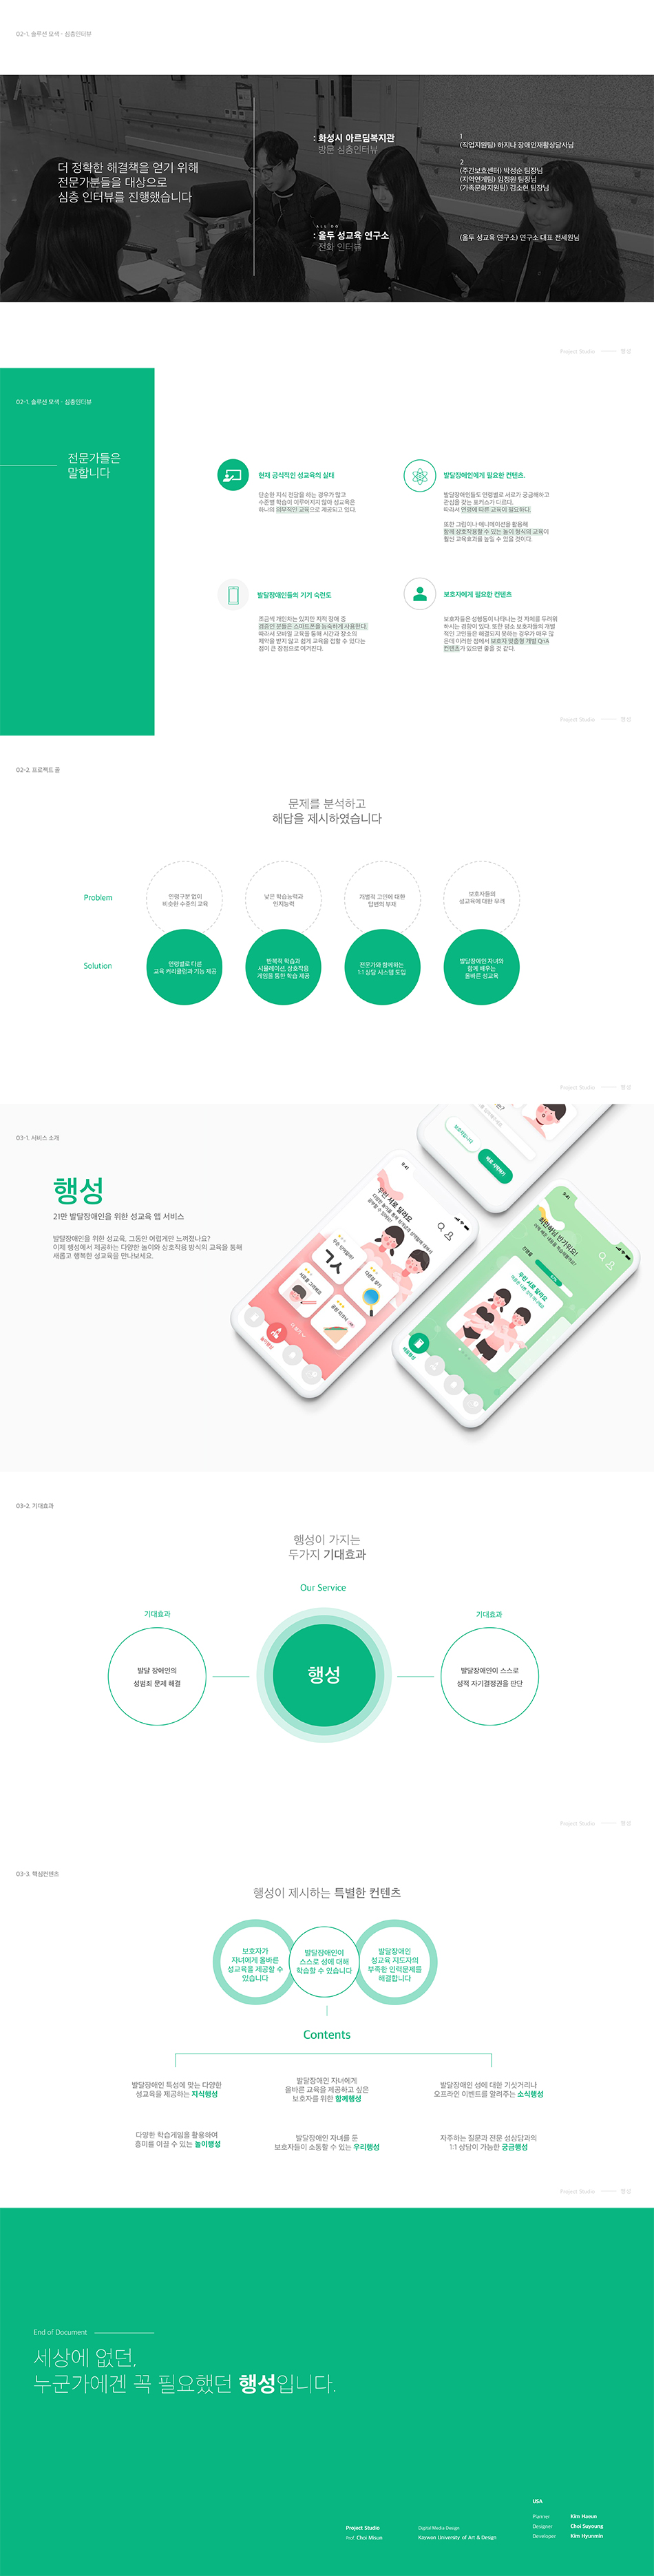 02-1. 솔루션 모색 - 심층인터뷰
더 정확한 해결책을 얻기 위해
전문가분들을 대상으로
심층 인터뷰를 진행했습니다
: 화성시 아르딤복지관
방문 심층인터뷰
1
(직업지원팀) 하지나 장애인재활상담사님
2
(주간보호센터) 박성순 팀장님
(지역연계팀) 임정원 팀장님
(가족문화지원팀) 김소현 팀장님
: 올두 성교육 연구소
전화 인터뷰
(올두 성교육 연구소) 연구소 대표 전세원님
Project Studio 행성
02-1. 솔루션 모색 - 심층인터뷰
전문가들은
말합니다
현재 공식적인 성교육의 실태
단순한 지식 전달을 하는 경우가 많고
수준별 학습이 이루어지지 않아 성교육은
하나의 의무적인 교육으로 제공되고 있다.
발달장애인에게 필요한 컨텐츠.
발달장애인들도 연령별로 서로가 궁금해하고
관심을 갖는 포커스가 다르다.
따라서 연령에 따른 교육이 필요하다.
또한 그림이나 애니메이션을 활용해
함께 상호작용할 수 있는 놀이 형식의 교육이
훨씬 교육효과를 높일 수 있을 것이다.
발달장애인들의 기기 숙련도
조금씩 개인차는 있지만 지적 장애 중
경증인 분들은 스마트폰을 능숙하게 사용한다.
따라서 모바일 교육을 통해 시간과 장소의
제약을 받지 않고 쉽게 교육을 접할 수 있다는
점이 큰 장점으로 여겨진다.
보호자에게 필요한 컨텐츠
보호자들은 성행동이 나타나는 것 자체를 두려워
하시는 경향이 있다. 또한 평소 보호자들의 개별
적인 고민들은 해결되지 못하는 경우가 매우 많
은데 이러한 점에서 보호자 맞춤형 개별 QnA
컨텐츠가 있으면 좋을 것 같다.
Project Studio 행성
02-2. 프로젝트 골
문제를 분석하고
해답을 제시하였습니다
Problem
연령구분 없이
비슷한 수준의 교육
낮은 학습능력과
인지능력
개별적 고민에 대한
답변의 부재
보호자들의
성교육에 대한 무려
Solution
연령별로 다른
교육 커리큘럼과 기능 제공
반복적 학습과
시뮬레이션, 상호작용
게임을 통한 학습 제공
전문가와 함께하는
1:1 상담 시스템 도입
발달장애인 자녀와
함께 배우는
올바른 성교육
Project Studio 행성
03-1. 서비스 소개
행성
21만 발달장애인을 위한 성교육 앱 서비스
발달장애인을 위한 성교육, 그동안 어렵게만 느껴졌나요?
이제 행성에서 제공하는 다양한 놀이와 상호작용 방식의 교육을 통해
새롭고 행복한 성교육을 만나보세요.
9:41
우린 서로 달라요
9:41
우린 서로 달라요
03-2. 기대효과
행성이 가지는
두가지 기대효과
Our Service
기대효과
발달 장애인의
성범죄 문제 해결
행성
기대효과
발달장애인이 스스로
성적 자기결정권을 판단
Project Studio 행성
03-3. 핵심컨텐츠
행성이 제시하는 특별한 컨텐츠
보호자가
자녀에게 올바른
성교육을 제공할 수
있습니다
발달장애인이
스스로 성에 대해
학습할 수 있습니다
발달장애인
성교육 지도자의
부족한 인력문제를
해결합니다
Contents
발달장애인 특성에 맞는 다양한
성교육을 제공하는 지식행성
발달장애인 자녀에게
올바른 교육을 제공하고 싶은
보호자를 위한 함께행성
발달장애인 성에 대한 기삿거리나
오프라인 이벤트를 알려주는 소식행성
다양한 학습게임을 활용하여
흥미를 이끌 수 있는 놀이행성
발달장애인 자녀를 둔
보호자들이 소통할 수 있는 우리행성
자주하는 질문과 전문 성상담과의
1:1 상담이 가능한 궁금행성
Project Studio 행성
End of Document
세상에 없던,
누군가에겐 꼭 필요했던 행성입니다.
USA
Planner Kim Haeun
Designer Choi Suyoung
Developer Kim Hyunmin
Project Studio
Prof. Choi Misun
Digital Media Design
Kaywon University of Art & Design